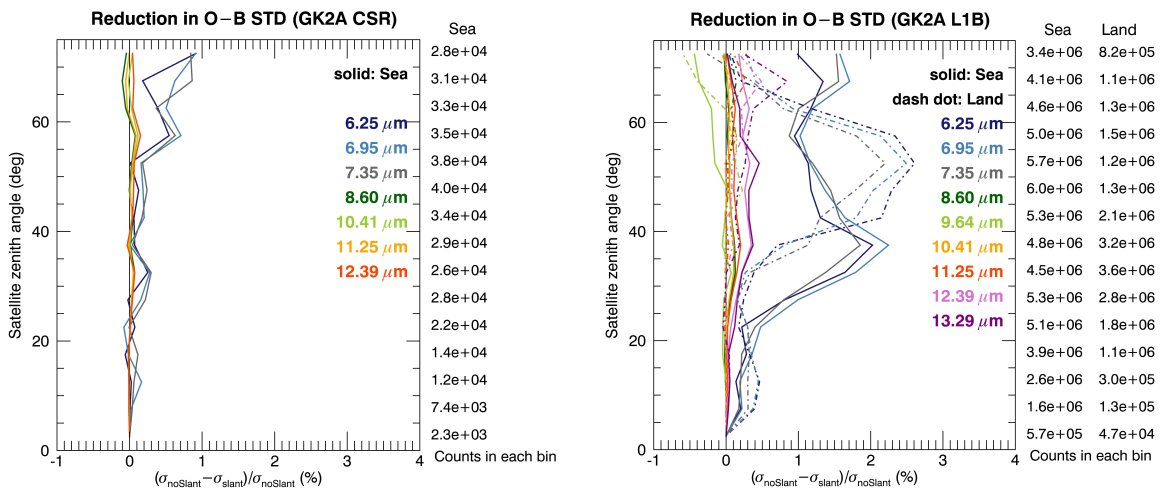 Reduction in O−B STD (GK2A CSR)
Sea
solid: Sea
6.25 μm
6.95 μm
7.35 μm
8.60 μm
10.41 μm
11.25 μm
12.39 μm
Satellite zenith angle (deg)
60
40
20
0
2.8e+04
3.1e+04
3.3e+04
3.5e+04
3.8e+04
4.0e+04
3.4e+04
2.9e+04
2.6e+04
2.8e+04
2.2e+04
1.4e+04
1.2e+04
7.4e+03
2.3e+03
Counts in each bin
-1 0 1 2 3 4
(σnoSlant−σslant)/σnoSlant (%)
Reduction in O−B STD (GK2A L1B)
Sea Land
solid: Sea
dash dot: Land
6.25 μm
6.95 μm
7.35 μm
8.60 μm
9.64 μm
10.41 μm
11.25 μm
12.39 μm
13.29 μm
Satellite zenith angle (deg)
60
40
20
0
3.4e+06 8.2e+05
4.1e+06 1.1e+06
4.6e+06 1.3e+06
5.0e+06 1.5e+06
5.7e+06 1.2e+06
6.0e+06 1.3e+06
5.3e+06 2.1e+06
4.8e+06 3.2e+06
4.5e+06 3.6e+06
5.3e+06 2.8e+06
5.1e+06 1.8e+06
3.9e+06 1.1e+06
2.6e+06 3.0e+05
1.6e+06 1.3e+05
5.7e+05 4.7e+04
Counts in each bin
-1 0 1 2 3 4
(σnoSlant−σslant)/σnoSlant (%)